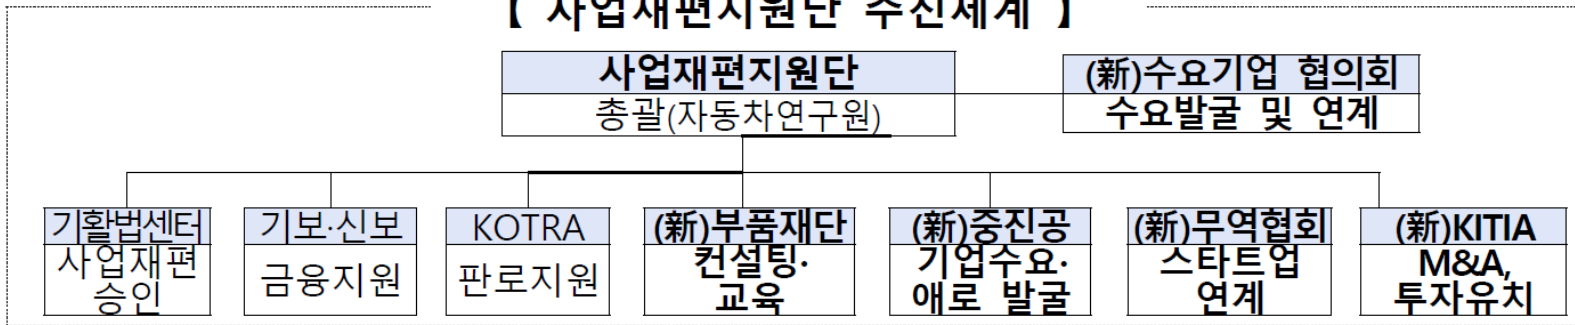 【 사업재편지원단 추진체계 】
사업재편지원단
총괄(자동차연구원)
(新)수요기업 협의회
수요발굴 및 연계
기활법센터
사업재편
승인
기보·신보
금융지원
KOTRA
판로지원
(新)부품재단
컨설팅·
교육
(新)중진공
기업수요·
애로 발굴
(新)무역협회
스타트업
연계
(新)KITIA
M&A,
투자유치